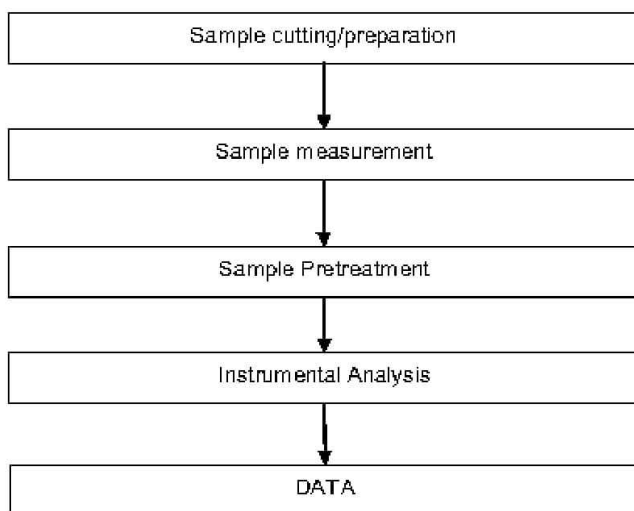 Sample cutting/preparation
Sample measurement
Sample Pretreatment
Instrumental Analysis
DATA